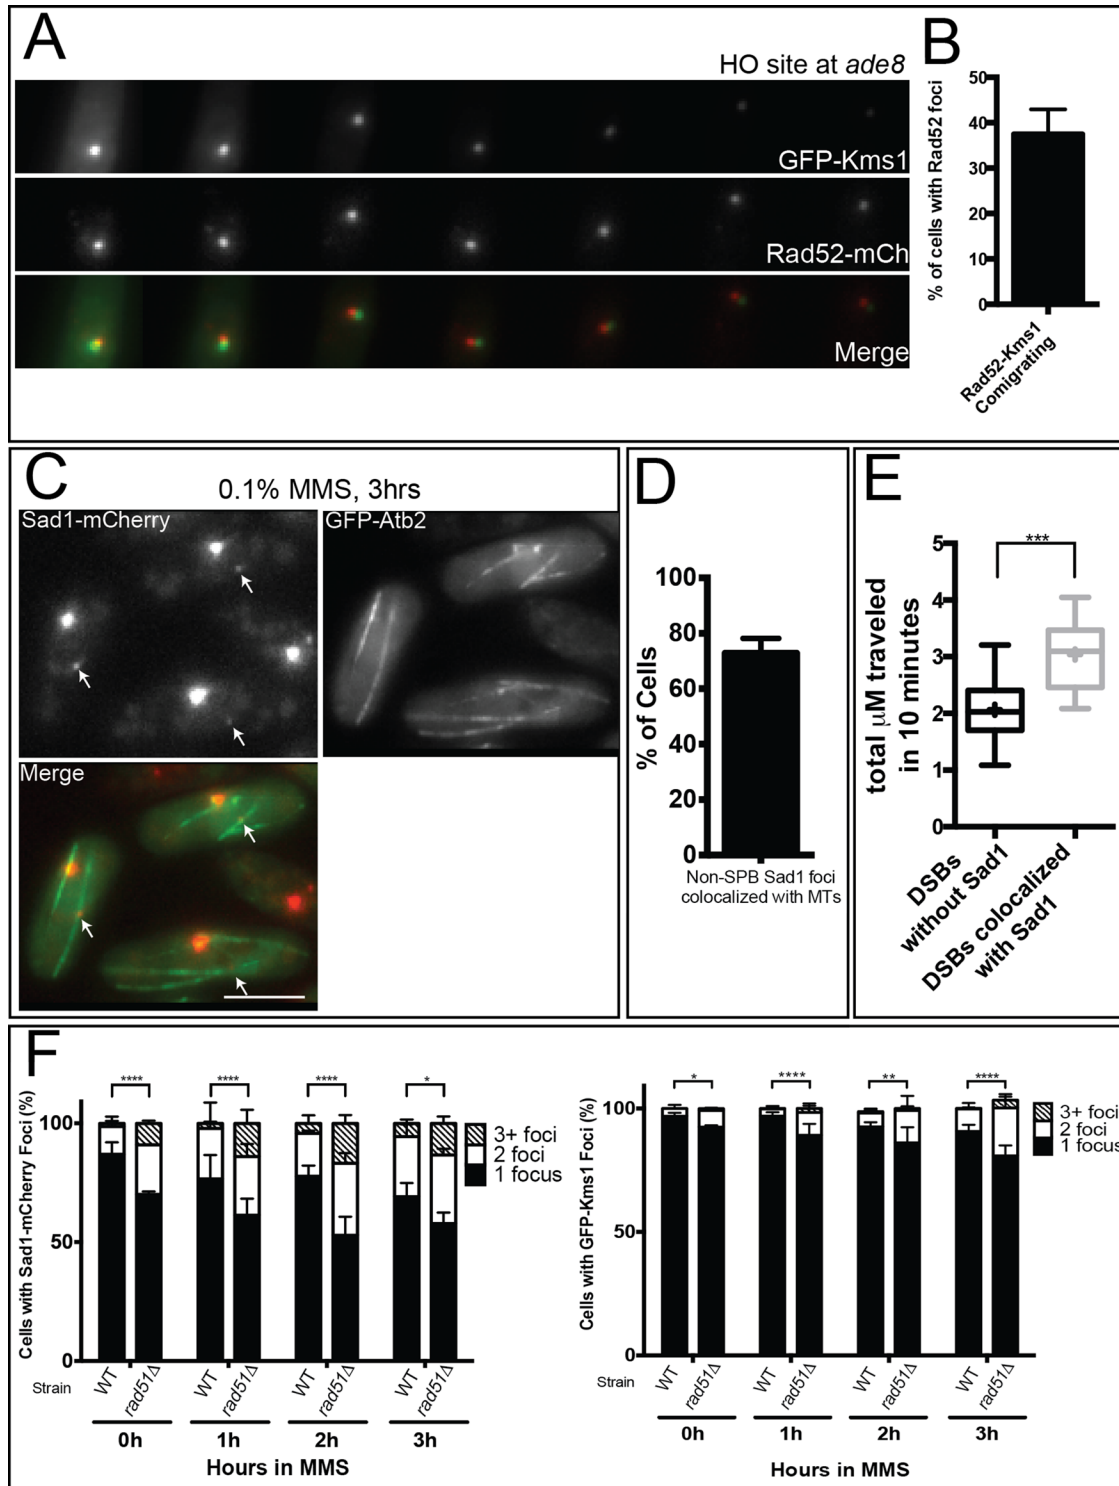 A
HO site at ade8
GFP-Kms1
Rad52-mCh
Merge
B
% of cells with Rad52 foci
50
40
30
20
10
0
Rad52-Kms1
Comigrating
C
0.1% MMS, 3hrs
Sad1-mCherry
GFP-Atb2
Merge
D
% of Cells
100
80
60
40
20
0
Non-SPB Sad1 foci
colocalized with MTs
E
total μM traveled
in 10 minutes
5
4
3
2
1
0
***
DSBs
without Sad1
DSBs colocalized
with Sad1
F
Cells with Sad1-mCherry Foci (%)
100
50
0
****
****
****
*
3+ foci
2 foci
1 focus
Strain
WT
rad51Δ
WT
rad51Δ
WT
rad51Δ
WT
rad51Δ
0h
1h
2h
3h
Hours in MMS
Cells with GFP-Kms1 Foci (%)
100
50
0
*
****
**
****
3+ foci
2 foci
1 focus
Strain
WT
rad51Δ
WT
rad51Δ
WT
rad51Δ
WT
rad51Δ
0h
1h
2h
3h
Hours in MMS